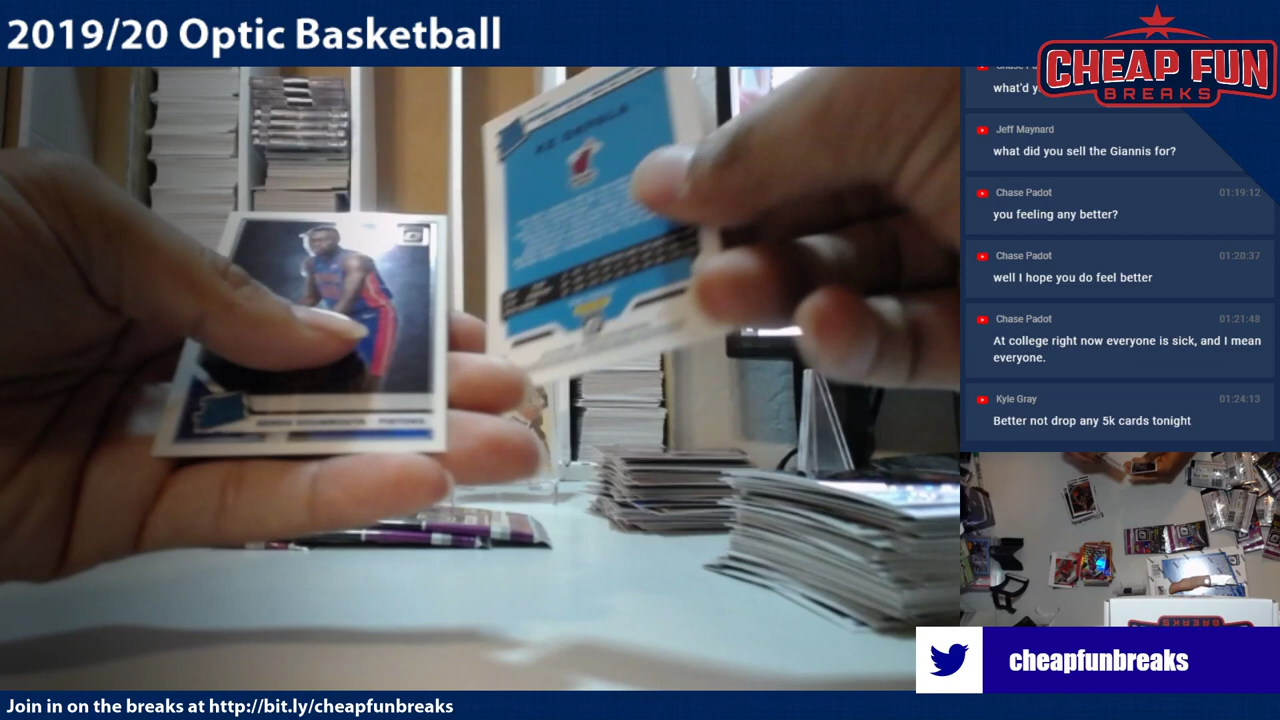 2019/20 Optic Basketball
CHEAP FUN
BREAKS
what'd y
Jeff Maynard
what did you sell the Giannis for?
Chase Padot 01:19:12
you feeling any better?
Chase Padot 01:20:37
well I hope you do feel better
Chase Padot 01:21:48
At college right now everyone is sick, and I mean
everyone.
Kyle Gray 01:24:13
Better not drop any 5k cards tonight
KZ OKPALA
PISTONS
cheapfunbreaks
Join in on the breaks at http://bit.ly/cheapfunbreaks